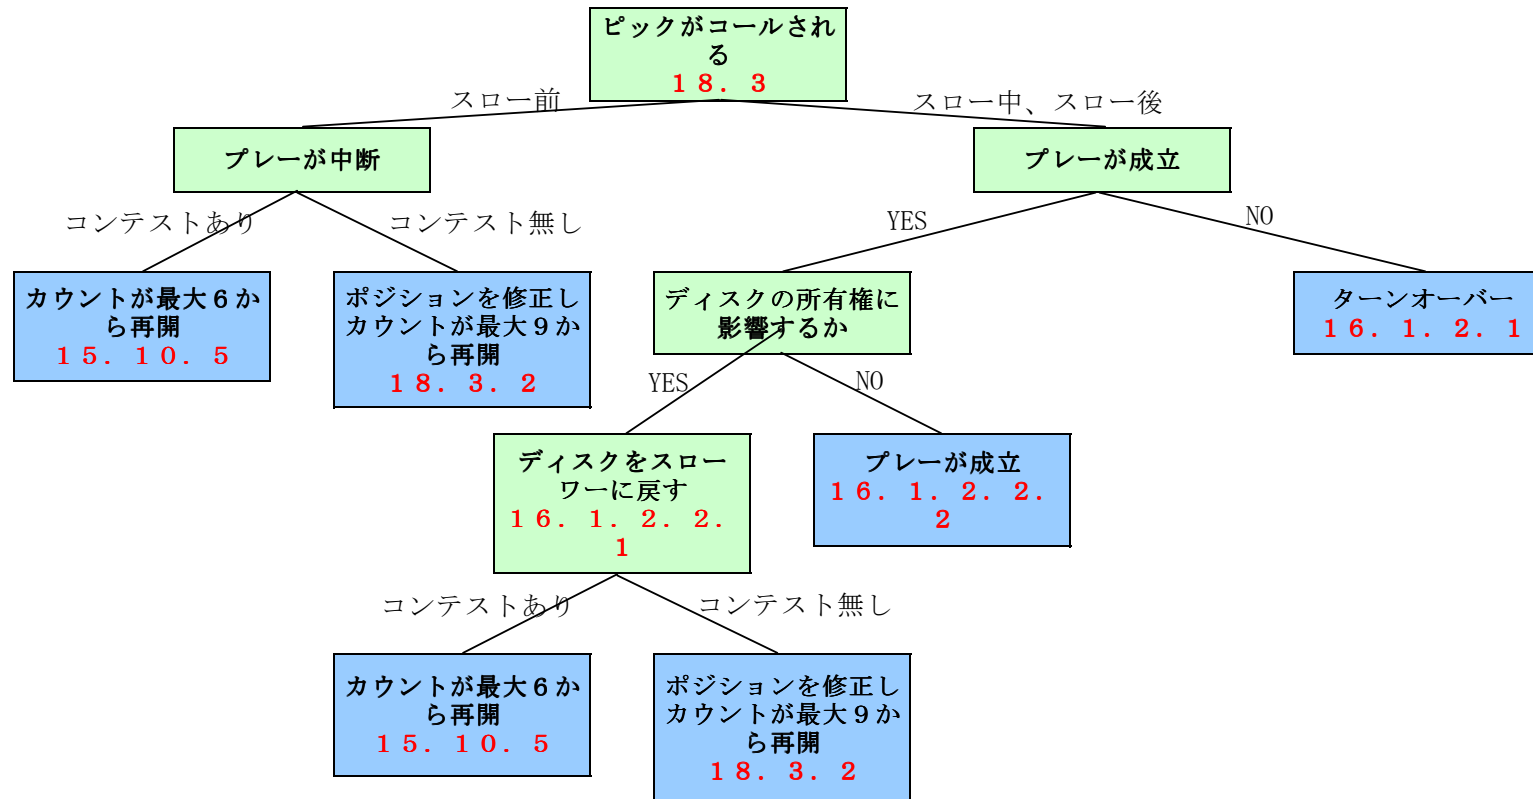 ピックがコールされ
る
１８．３
スロー前
スロー中、スロー後
プレーが中断
プレーが成立
コンテストあり
コンテスト無し
YES
NO
カウントが最大６か
ら再開
１５．１０．５
ポジションを修正し
カウントが最大９か
ら再開
１８．３．２
ディスクの所有権に
影響するか
ターンオーバー
１６．１．２．１
YES
NO
ディスクをスロー
ワーに戻す
１６．１．２．２．
１
プレーが成立
１６．１．２．２．
２
コンテストあり
コンテスト無し
カウントが最大６か
ら再開
１５．１０．５
ポジションを修正し
カウントが最大９か
ら再開
１８．３．２